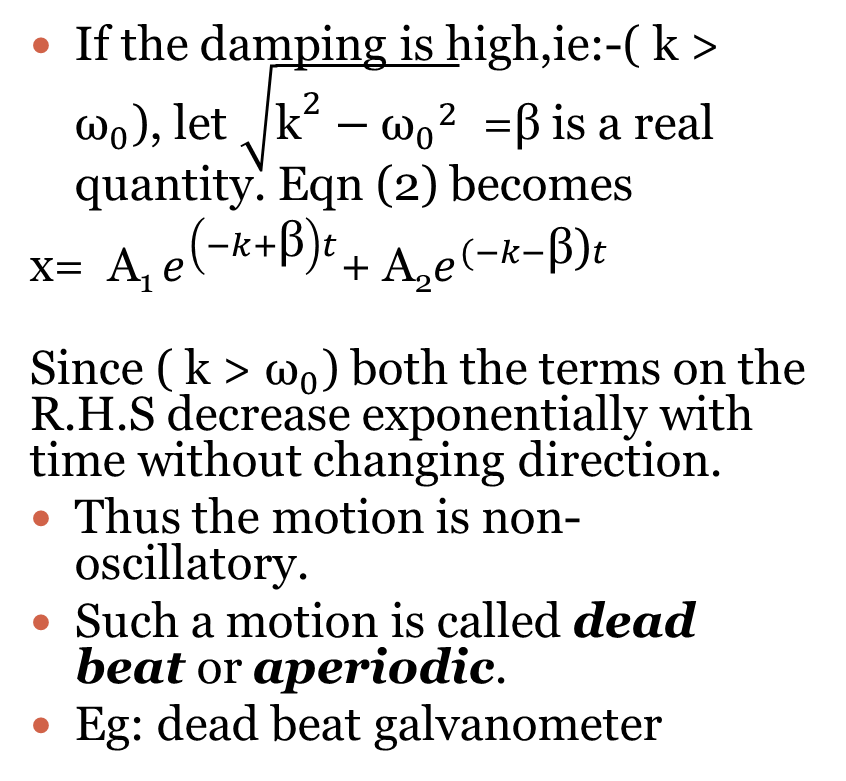 • If the damping is high,ie:-( k >
ω₀), let √k² − ω₀² =β is a real
quantity. Eqn (2) becomes
x= A₁e^(−k+β)t + A₂e^(−k−β)t
Since ( k > ω₀) both the terms on the
R.H.S decrease exponentially with
time without changing direction.
• Thus the motion is non-
oscillatory.
• Such a motion is called dead
beat or aperiodic.
• Eg: dead beat galvanometer